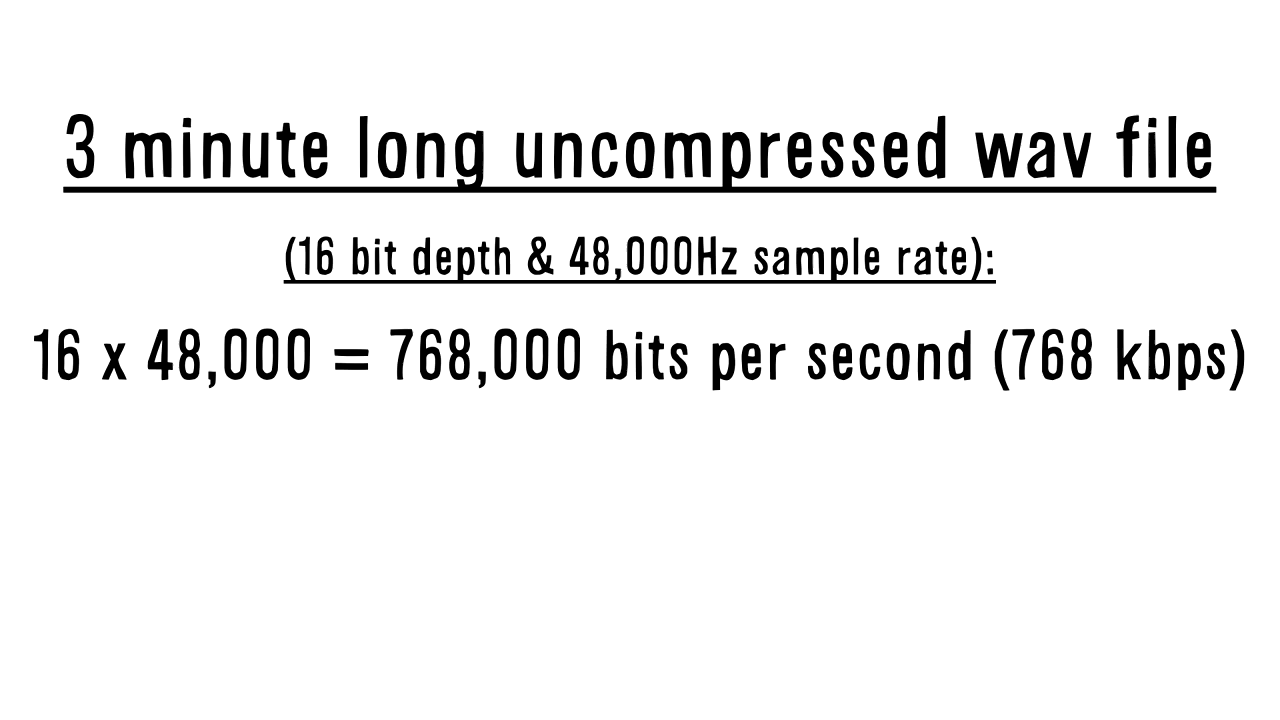 3 minute long uncompressed wav file
(16 bit depth & 48,000Hz sample rate):
16 x 48,000 = 768,000 bits per second (768 kbps)